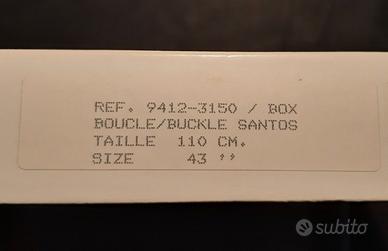 REF. 9412-3150 / BOX
BOUCLE/BUCKLE SANTOS
TAILLE 110 CM.
SIZE 43 ''
subito